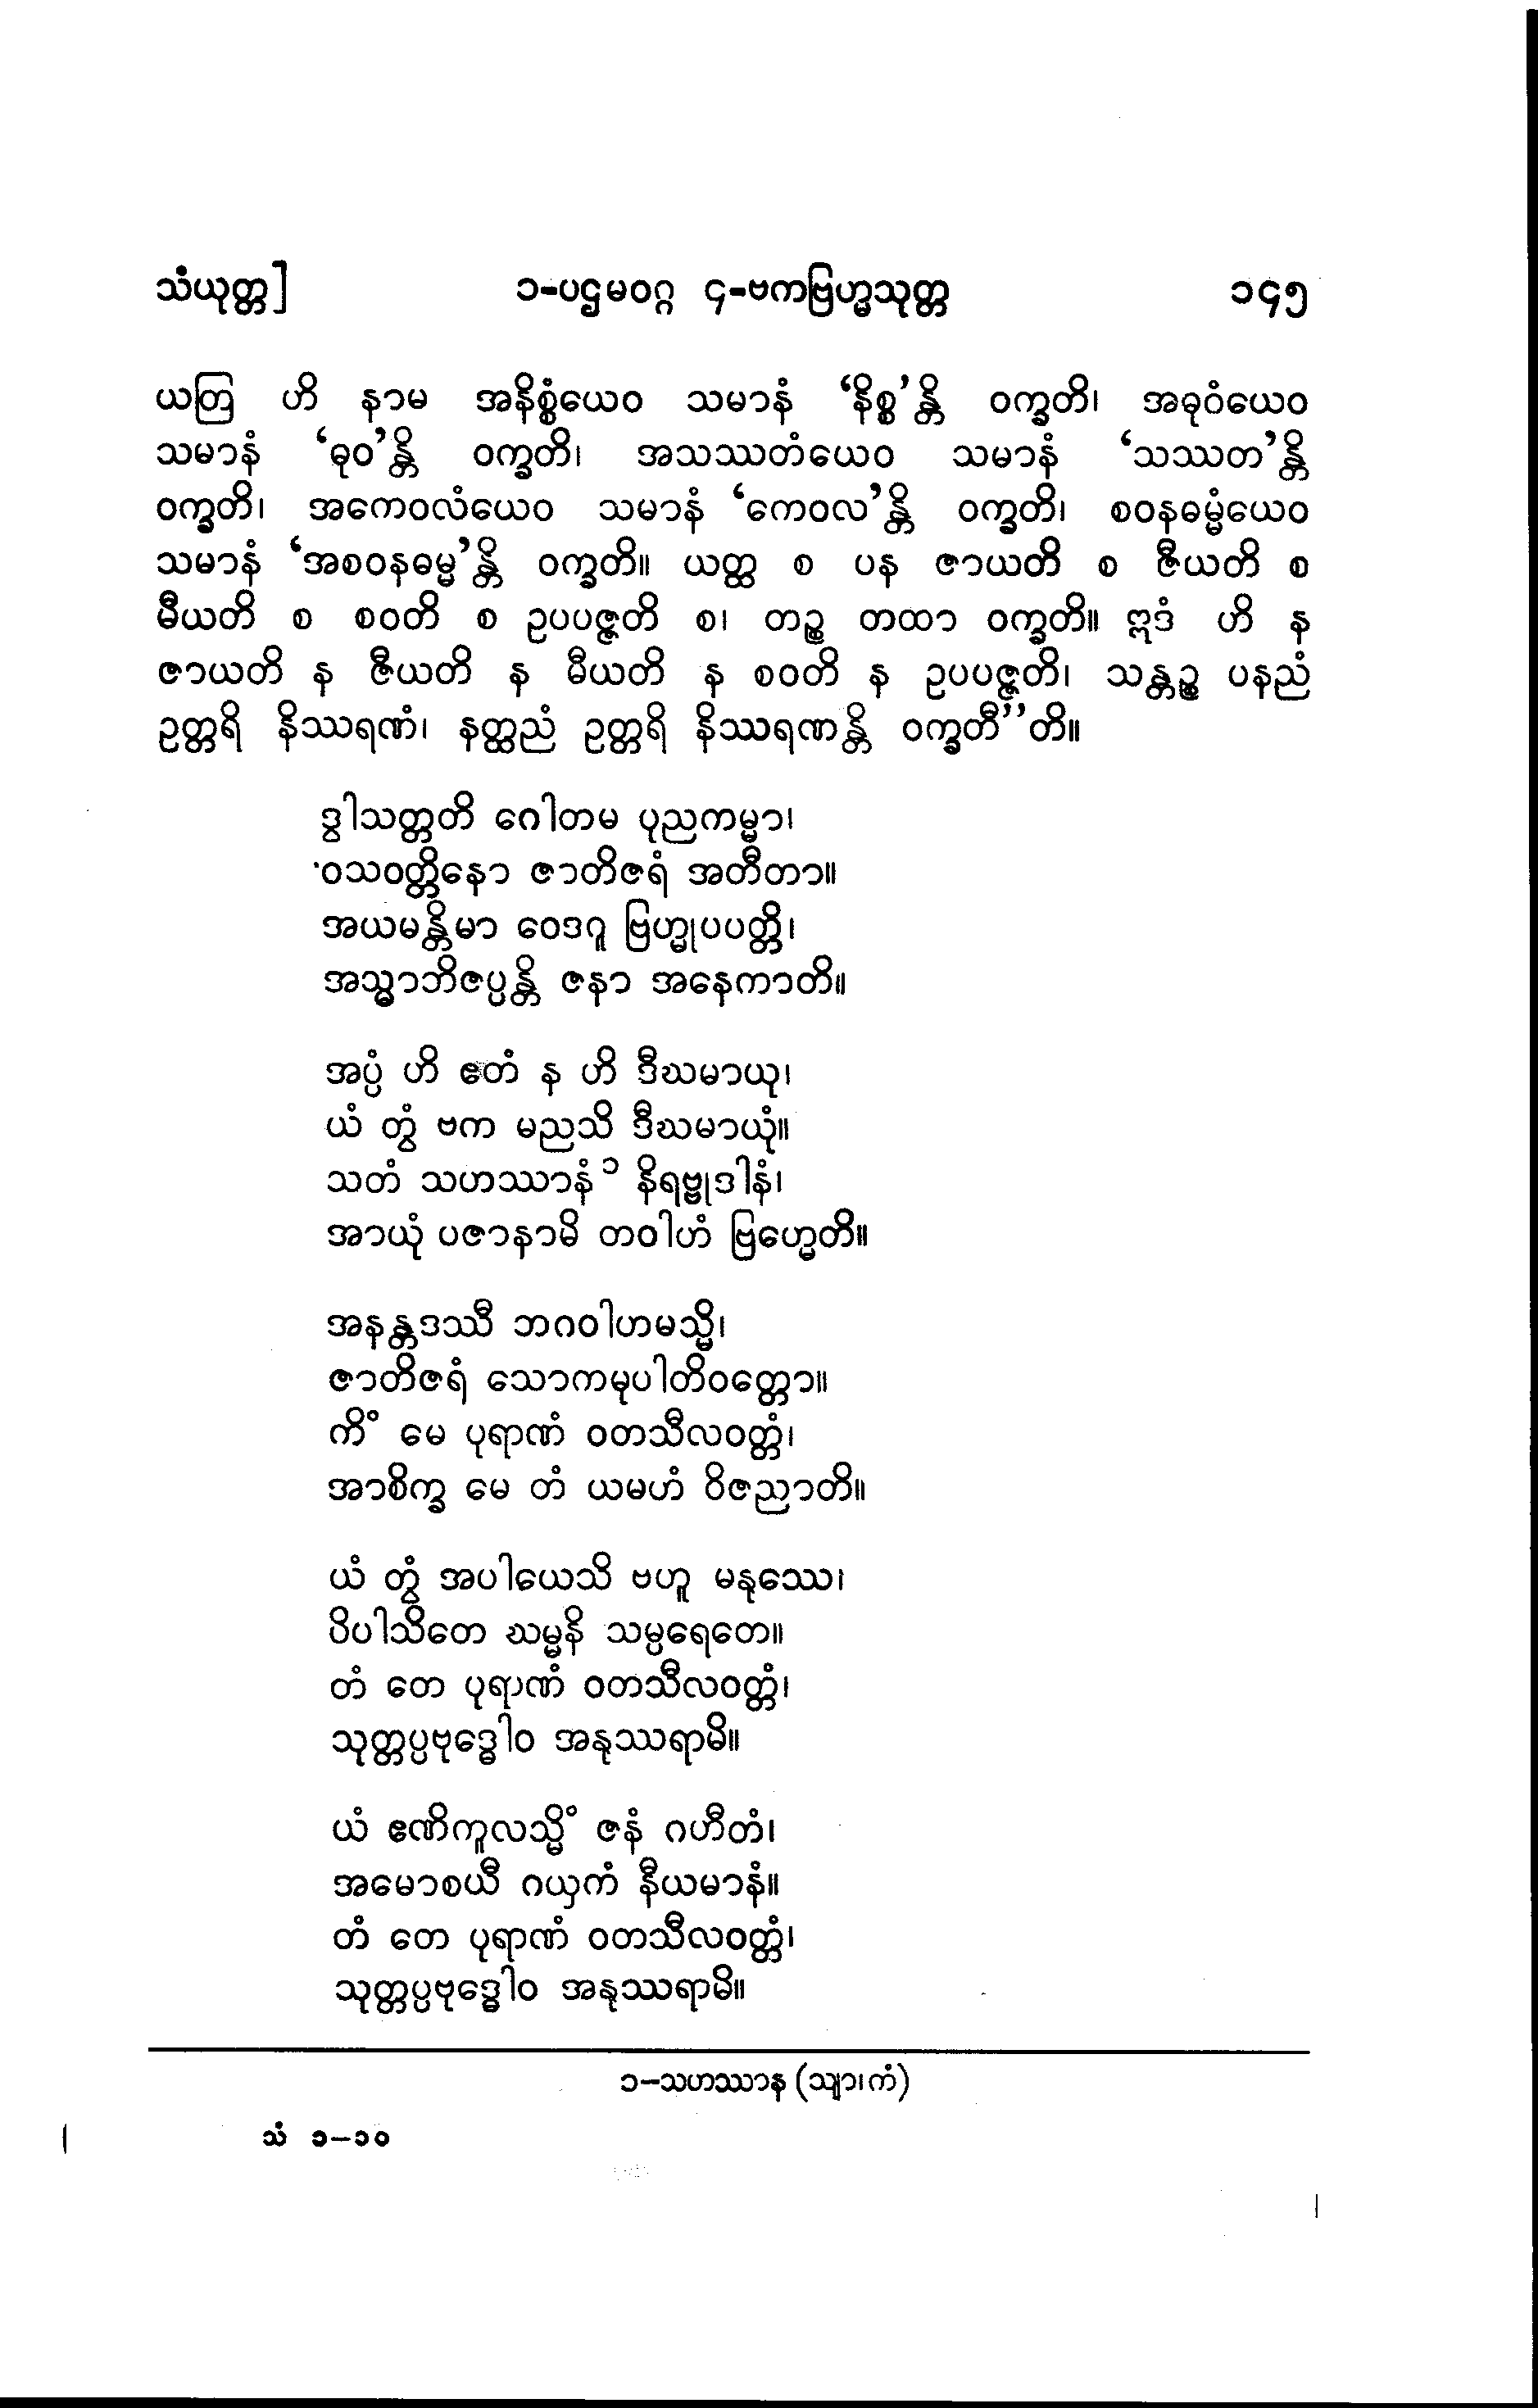 သံယုတ္တ] ၁-ပဌမဝဂ္ဂ ၄-ဗကဗြဟ္မသုတ္တ ၁၄၅
ယတြ ဟိ နာမ အနိစ္စံယေဝ သမာနံ ‘နိစ္စ’န္တိ ဝက္ခတိ၊ အဓုဝံယေဝ
သမာနံ ‘ဓုဝ’န္တိ ဝက္ခတိ၊ အသဿတံယေဝ သမာနံ ‘သဿတ’န္တိ
ဝက္ခတိ၊ အကေဝလံယေဝ သမာနံ ‘ကေဝလ’န္တိ ဝက္ခတိ၊ စဝနဓမ္မံယေဝ
သမာနံ ‘အစဝနဓမ္မ’န္တိ ဝက္ခတိ။ ယတ္ထ စ ပန ဇာယတိ စ ဇီယတိ စ
မီယတိ စ စဝတိ စ ဥပပဇ္ဇတိ စ၊ တဉ္စ တထာ ဝက္ခတိ။ ဣဒံ ဟိ န
ဇာယတိ န ဇီယတိ န မီယတိ န စဝတိ န ဥပပဇ္ဇတိ၊ သန္တဉ္စ ပနညံ
ဥတ္တရိ နိဿရဏံ၊ နတ္ထညံ ဥတ္တရိ နိဿရဏန္တိ ဝက္ခတီ”တိ။
ဒွါသတ္တတိ ဂေါတမ ပုညကမ္မာ၊
ဝသဝတ္တိနော ဇာတိဇရံ အတီတာ။
အယမန္တိမာ ဝေဒဂူ ဗြဟ္မုပပတ္တိ၊
အသ္မာဘိဇပ္ပန္တိ ဇနာ အနေကာတိ။
အပ္ပံ ဟိ ဧတံ န ဟိ ဒီဃမာယု၊
ယံ တွံ ဗက မညသိ ဒီဃမာယုံ။
သတံ သဟဿာနံ ၁ နိရဗ္ဗုဒါနံ၊
အာယုံ ပဇာနာမိ တဝါဟံ ဗြဟ္မေတိ။
အနန္တဒဿီ ဘဂဝါဟမသ္မိ၊
ဇာတိဇရံ သောကမုပါတိဝတ္တော။
ကိံ မေ ပုရာဏံ ဝတသီလဝတ္တံ၊
အာစိက္ခ မေ တံ ယမဟံ ဝိဇညာတိ။
ယံ တွံ အပါယေသိ ဗဟူ မနုဿေ၊
ပိပါသိတေ ဃမ္မနိ သမ္ပရေတေ။
တံ တေ ပုရာဏံ ဝတသီလဝတ္တံ၊
သုတ္တပ္ပဗုဒ္ဓေါဝ အနုဿရာမိ။
ယံ ဧဏိကူလသ္မိံ ဇနံ ဂဟီတံ၊
အမောစယီ ဂယှကံ နီယမာနံ။
တံ တေ ပုရာဏံ ဝတသီလဝတ္တံ၊
သုတ္တပ္ပဗုဒ္ဓေါဝ အနုဿရာမိ။
၁–သဟဿာန (သျာ၊ကံ)
သံ ၁–၁၀